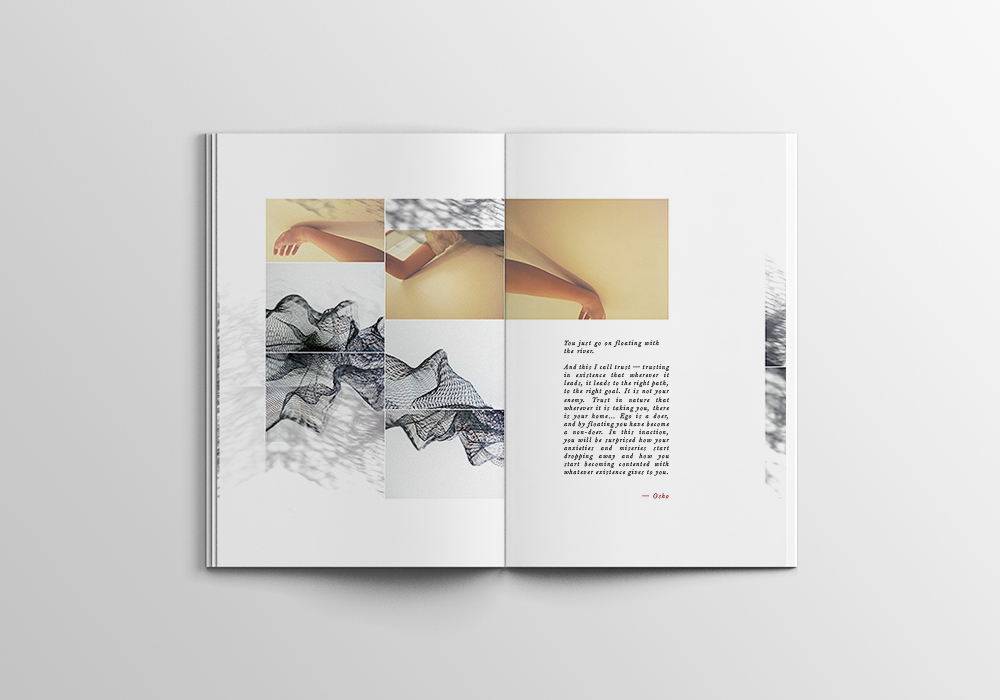 You just go on floating with
the river.
And this I call trust — trusting
in existence that wherever it
leads, it leads to the right path,
to the right goal. It is not your
enemy. Trust in nature that
wherever it is taking you, there
is your home... Ego is a doer,
and by floating you have become
a non-doer. In this inaction,
you will be surprised how your
anxieties and miseries start
dropping away and how you
start becoming contented with
whatever existence gives to you.
— Osho